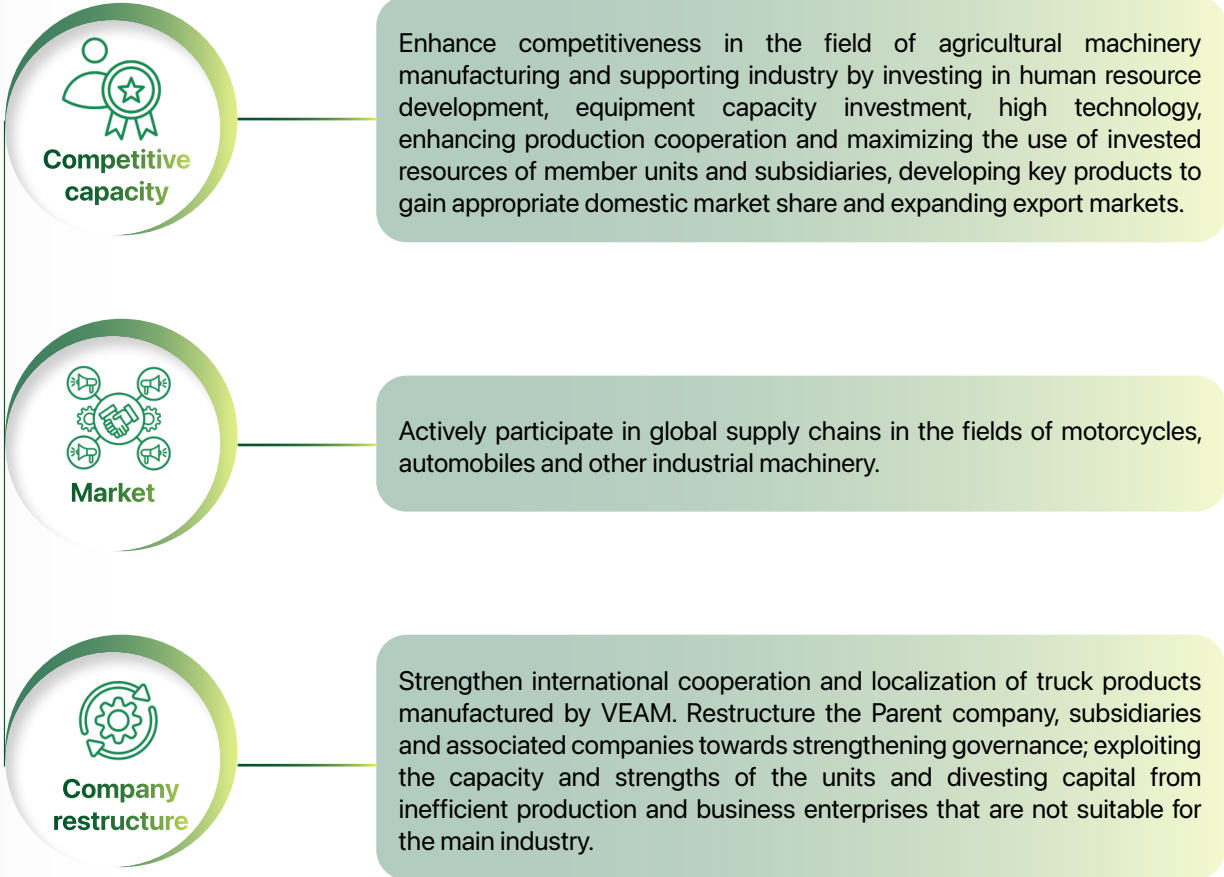 Competitive
capacity
Enhance competitiveness in the field of agricultural machinery
manufacturing and supporting industry by investing in human resource
development, equipment capacity investment, high technology,
enhancing production cooperation and maximizing the use of invested
resources of member units and subsidiaries, developing key products to
gain appropriate domestic market share and expanding export markets.
Market
Actively participate in global supply chains in the fields of motorcycles,
automobiles and other industrial machinery.
Company
restructure
Strengthen international cooperation and localization of truck products
manufactured by VEAM. Restructure the Parent company, subsidiaries
and associated companies towards strengthening governance; exploiting
the capacity and strengths of the units and divesting capital from
inefficient production and business enterprises that are not suitable for
the main industry.